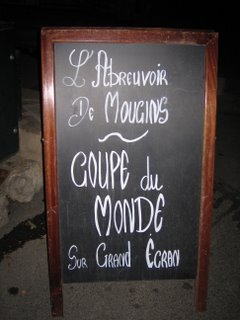 L'Abreuvoir
De Mougins
~
Coupe du
Monde
Sur Grand Écran